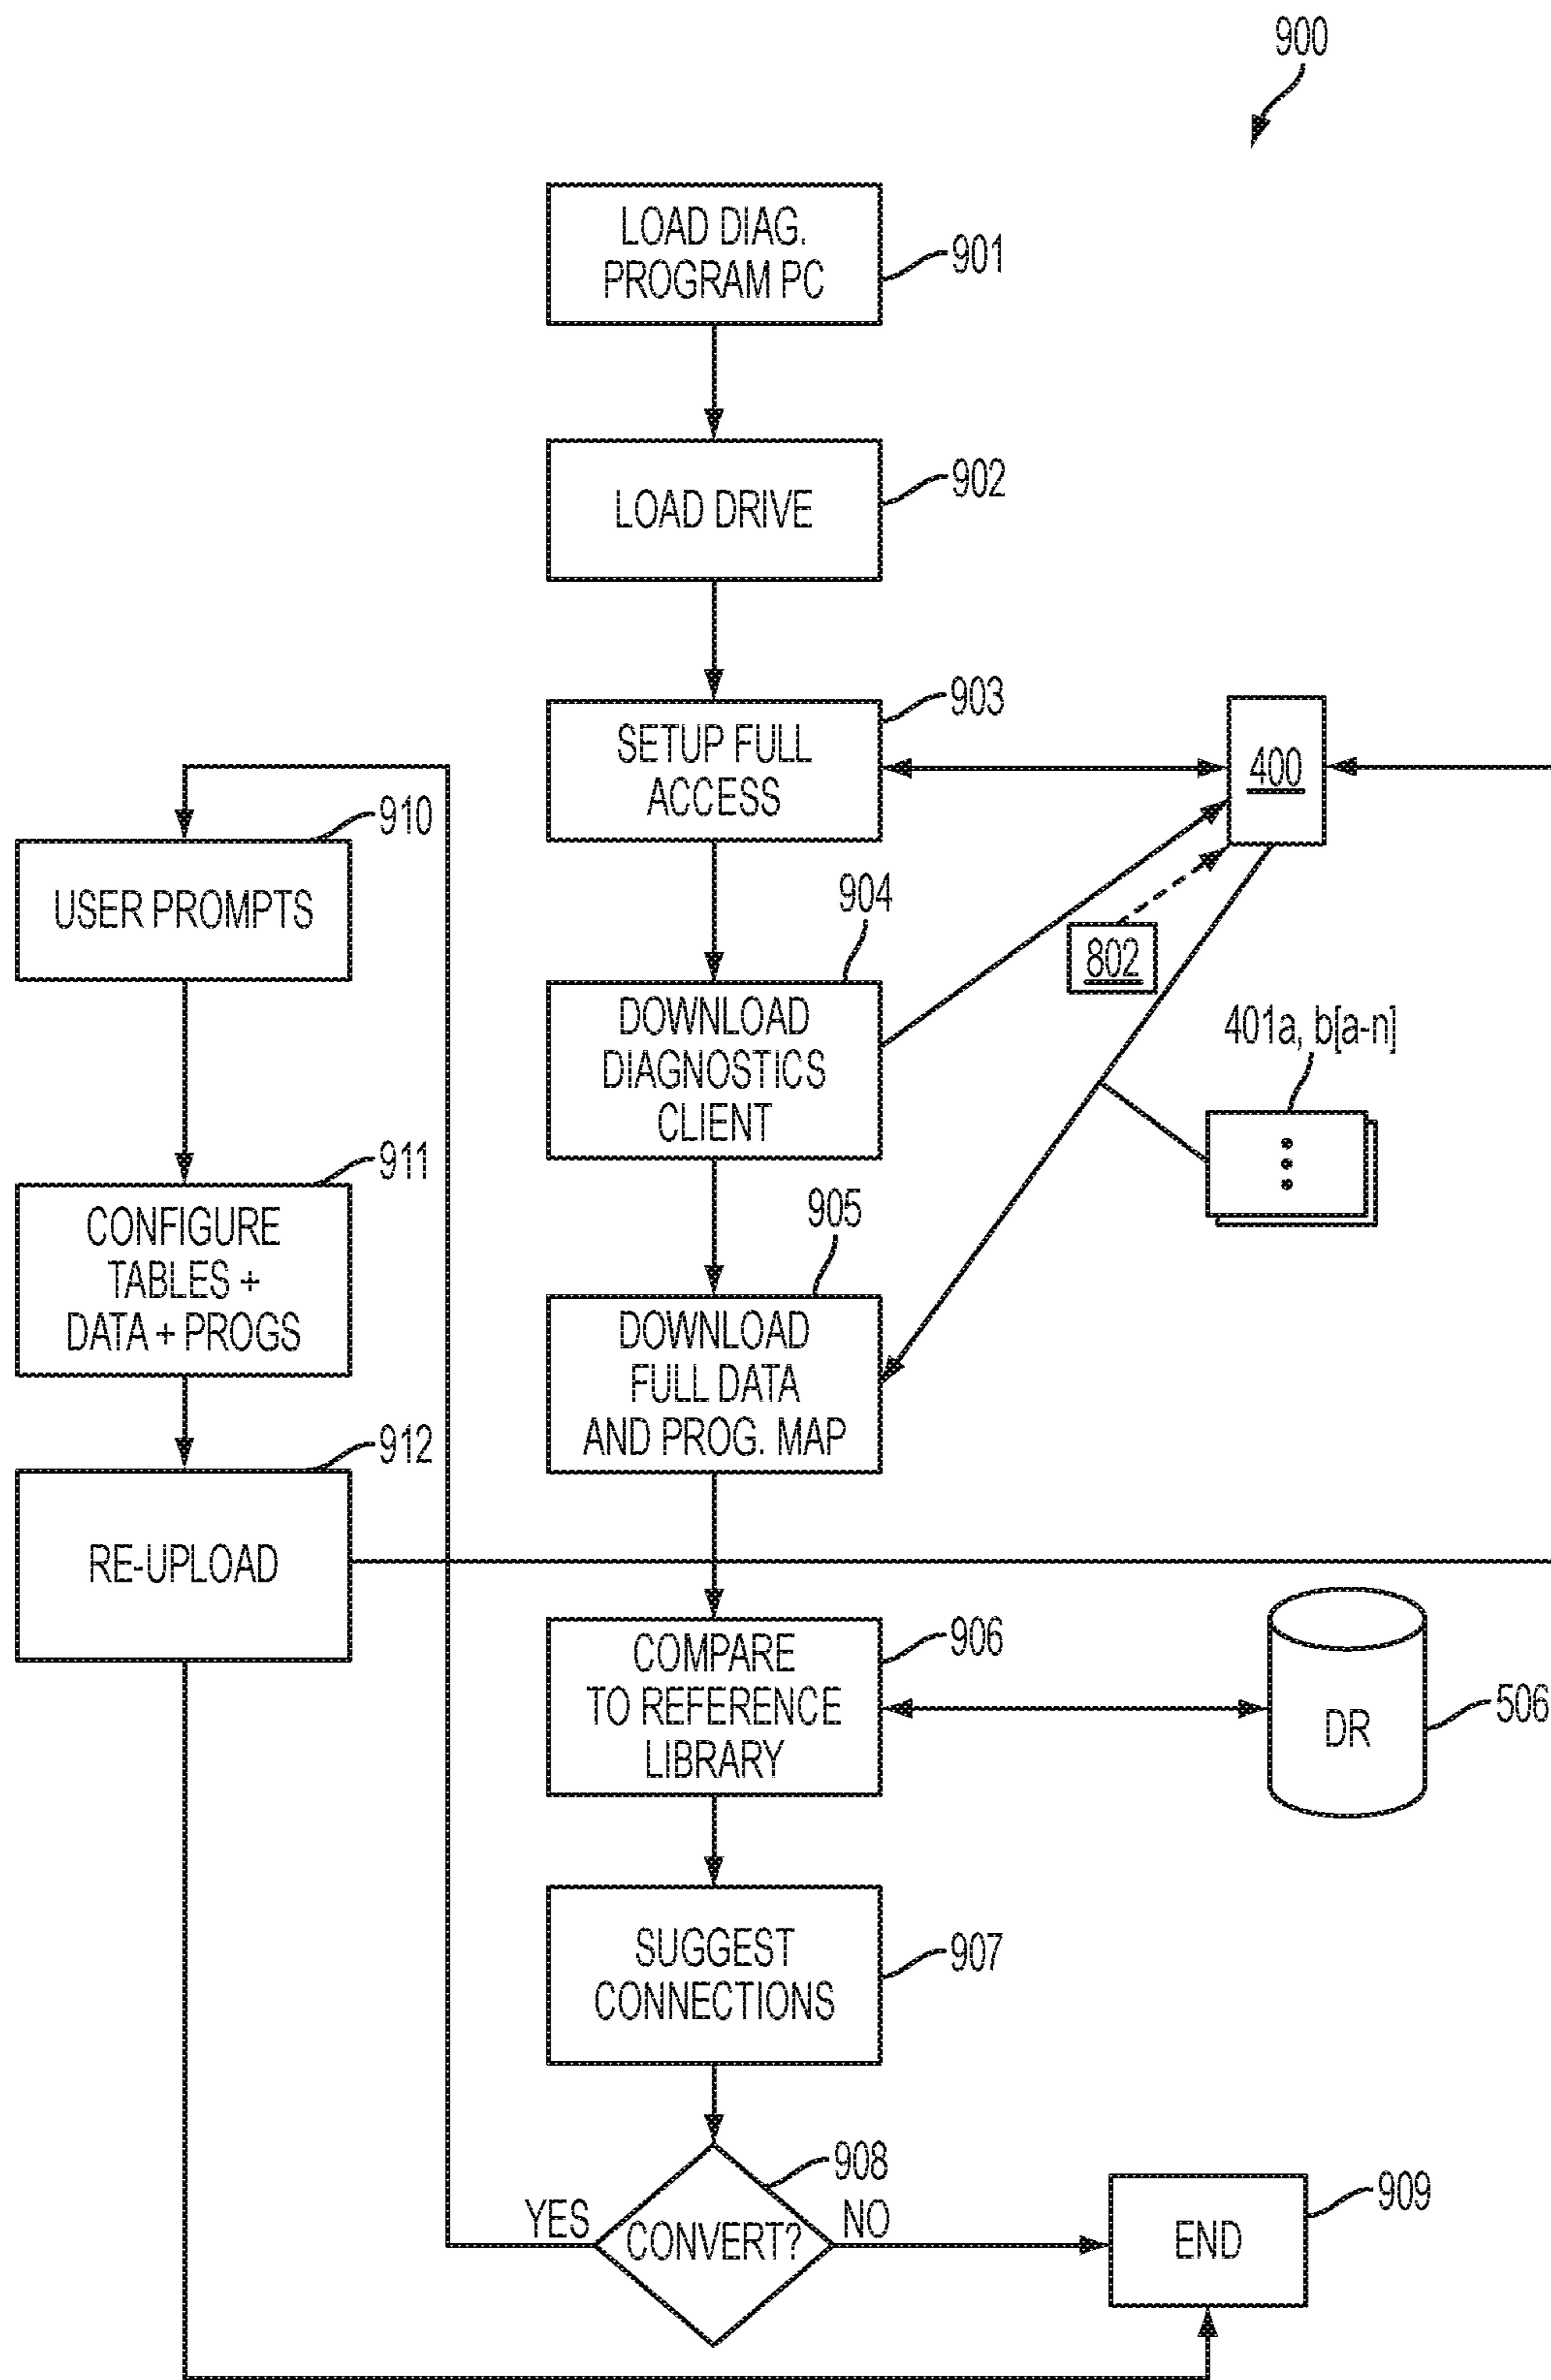 900
LOAD DIAG.
PROGRAM PC
901
LOAD DRIVE
902
SETUP FULL
ACCESS
903
400
USER PROMPTS
910
904
802
DOWNLOAD
DIAGNOSTICS
CLIENT
401a, b[a-n]
CONFIGURE
TABLES +
DATA + PROGS
911
905
DOWNLOAD
FULL DATA
AND PROG. MAP
RE-UPLOAD
912
COMPARE
TO REFERENCE
LIBRARY
906
DR
506
SUGGEST
CONNECTIONS
907
908
YES
CONVERT?
NO
END
909